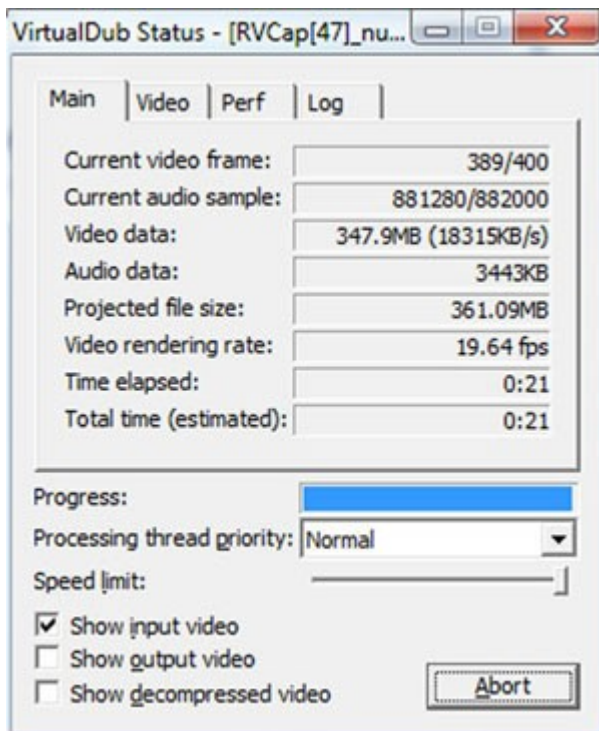 VirtualDub Status - [RVCap[47]_nu...
Main Video Perf Log
Current video frame: 389/400
Current audio sample: 881280/882000
Video data: 347.9MB (18315KB/s)
Audio data: 3443KB
Projected file size: 361.09MB
Video rendering rate: 19.64 fps
Time elapsed: 0:21
Total time (estimated): 0:21
Progress:
Processing thread priority: Normal
Speed limit:
Show input video
Show output video
Show decompressed video
Abort